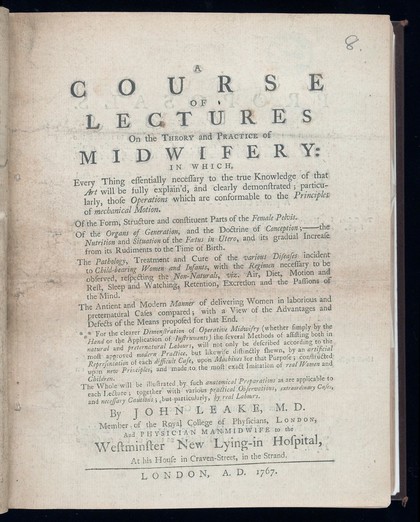 8.
A
COURSE
OF
LECTURES
On the THEORY and PRACTICE of
MIDWIFERY:
IN WHICH,
Every Thing essentially necessary to the true Knowledge of that
Art will be fully explain'd, and clearly demonstrated; particu-
larly, those Operations which are conformable to the Principles
of mechanical Motion.
Of the Form, Structure and constituent Parts of the Female Pelvis.
Of the Organs of Generation, and the Doctrine of Conception;—the
Nutrition and Situation of the Fœtus in Utero, and its gradual Increase
from its Rudiments to the Time of Birth.
The Pathology, Treatment and Cure of the various Diseases incident
to Child-bearing Women and Infants, with the Regimen necessary to be
observed, respecting the Non-Naturals, viz. Air, Diet, Motion and
Rest, Sleep and Watching, Retention, Excretion and the Passions of
the Mind.
The Antient and Modern Manner of delivering Women in laborious and
preternatural Cases compared; with a View of the Advantages and
Defects of the Means proposed for that End.
*** For the clearer Demonstration of Operative Midwifry (whether simply by the
Hand or the Application of Instruments) the several Methods of assisting both in
natural and preternatural Labours, will not only be described according to the
most approved modern Practice, but likewise distinctly shewn, by an artificial
Representation of each difficult Case, upon Machines for that Purpose; constructed
upon new Principles, and made to the most exact Imitation of real Women and
Children.
The Whole will be illustrated by such anatomical Preparations as are applicable to
each Lecture; together with various practical Observations, extraordinary Cases,
and necessary Cautions; but particularly, by real Labours.
By JOHN LEAKE, M. D.
Member of the Royal College of Physicians, LONDON,
And PHYSICIAN MANMIDWIFE to the
Westminster New Lying-in Hospital,
At his House in Craven-Street, in the Strand.
LONDON, A. D. 1767.